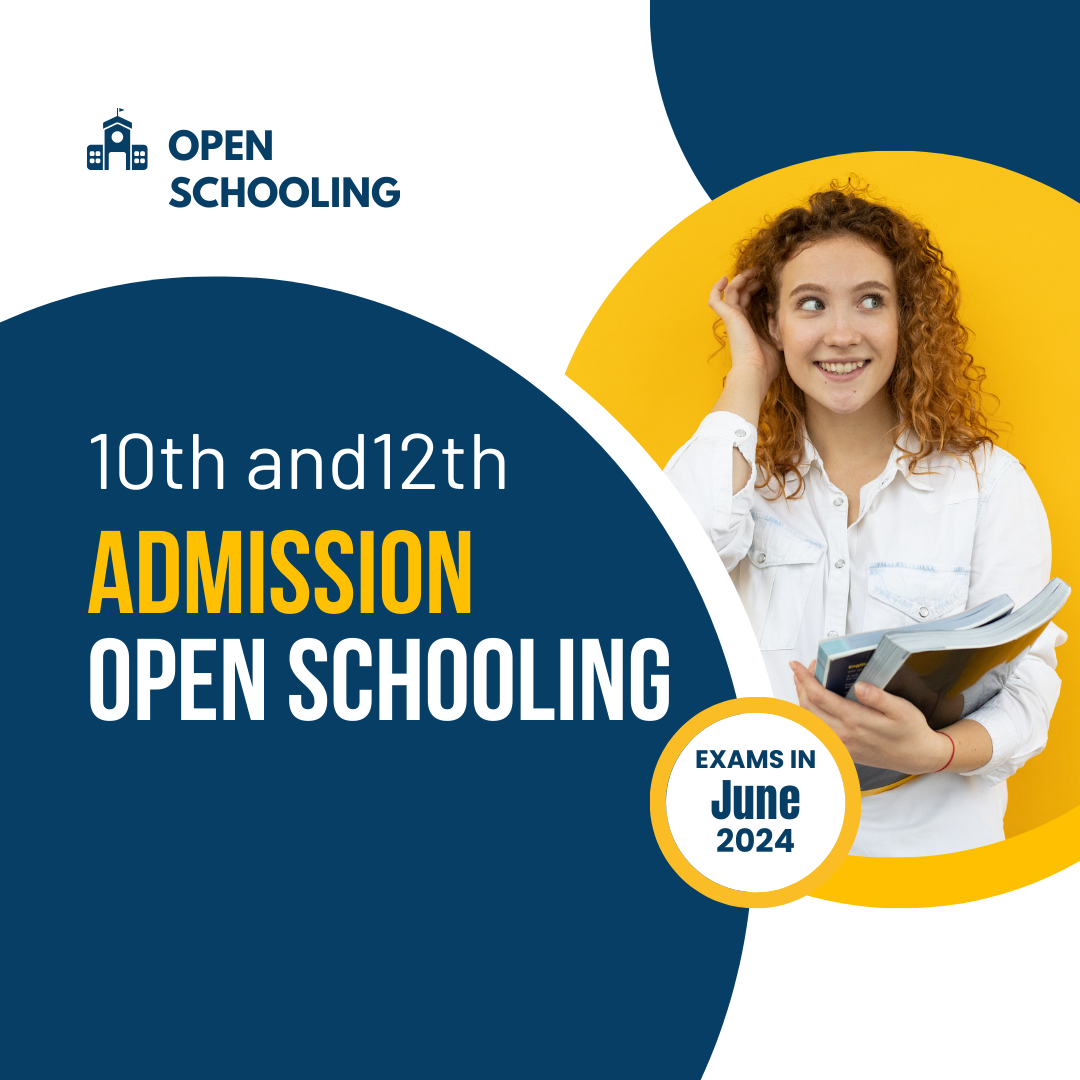 OPEN
SCHOOLING
10th and12th
ADMISSION
OPEN SCHOOLING
EXAMS IN
June
2024